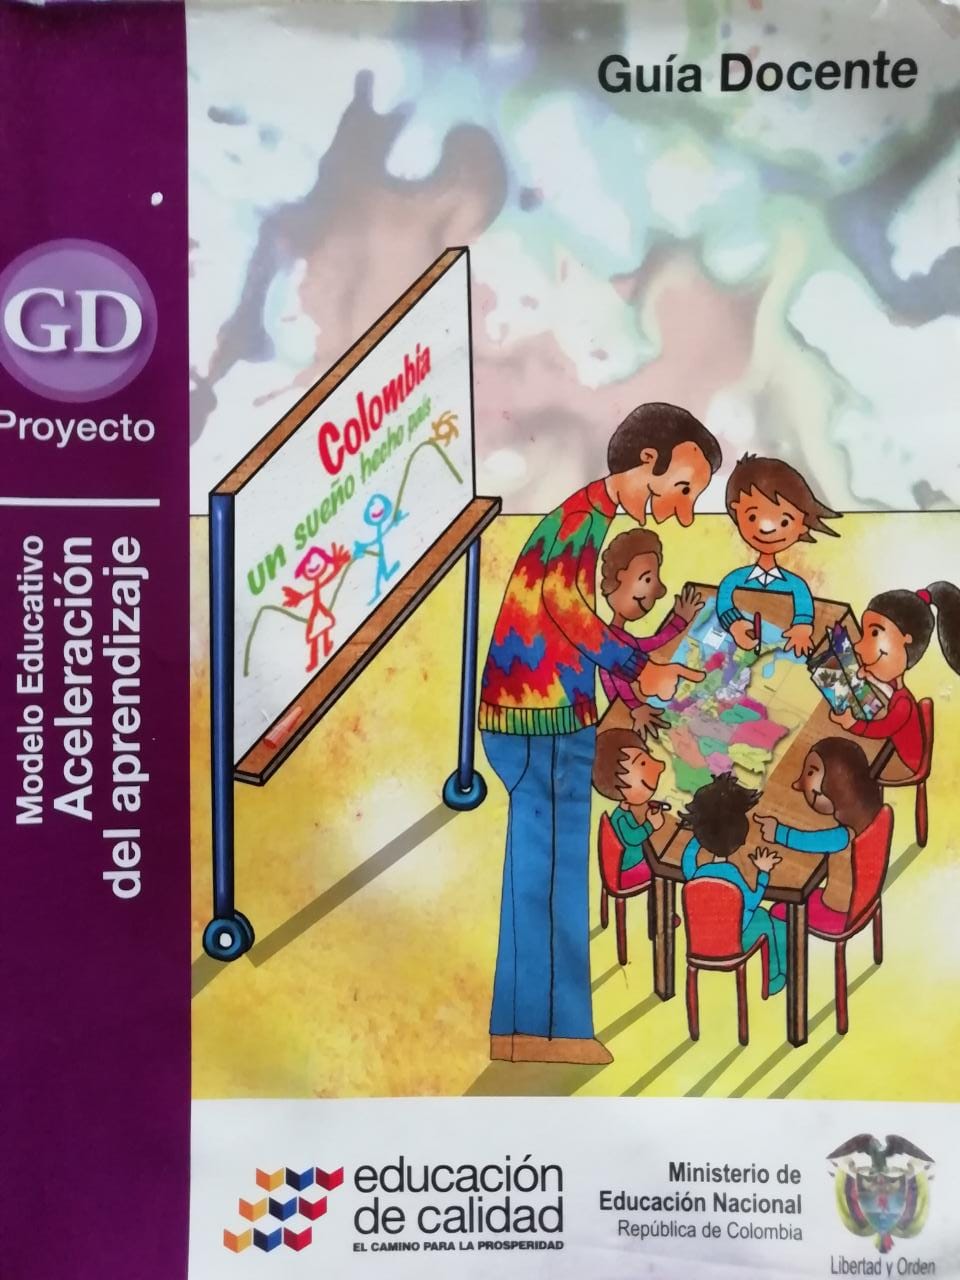 Guía Docente
GD
Proyecto
Modelo Educativo
Aceleración
del aprendizaje
Colombia
un sueño hecho país
educación
de calidad
EL CAMINO PARA LA PROSPERIDAD
Ministerio de
Educación Nacional
República de Colombia
Libertad y Orden